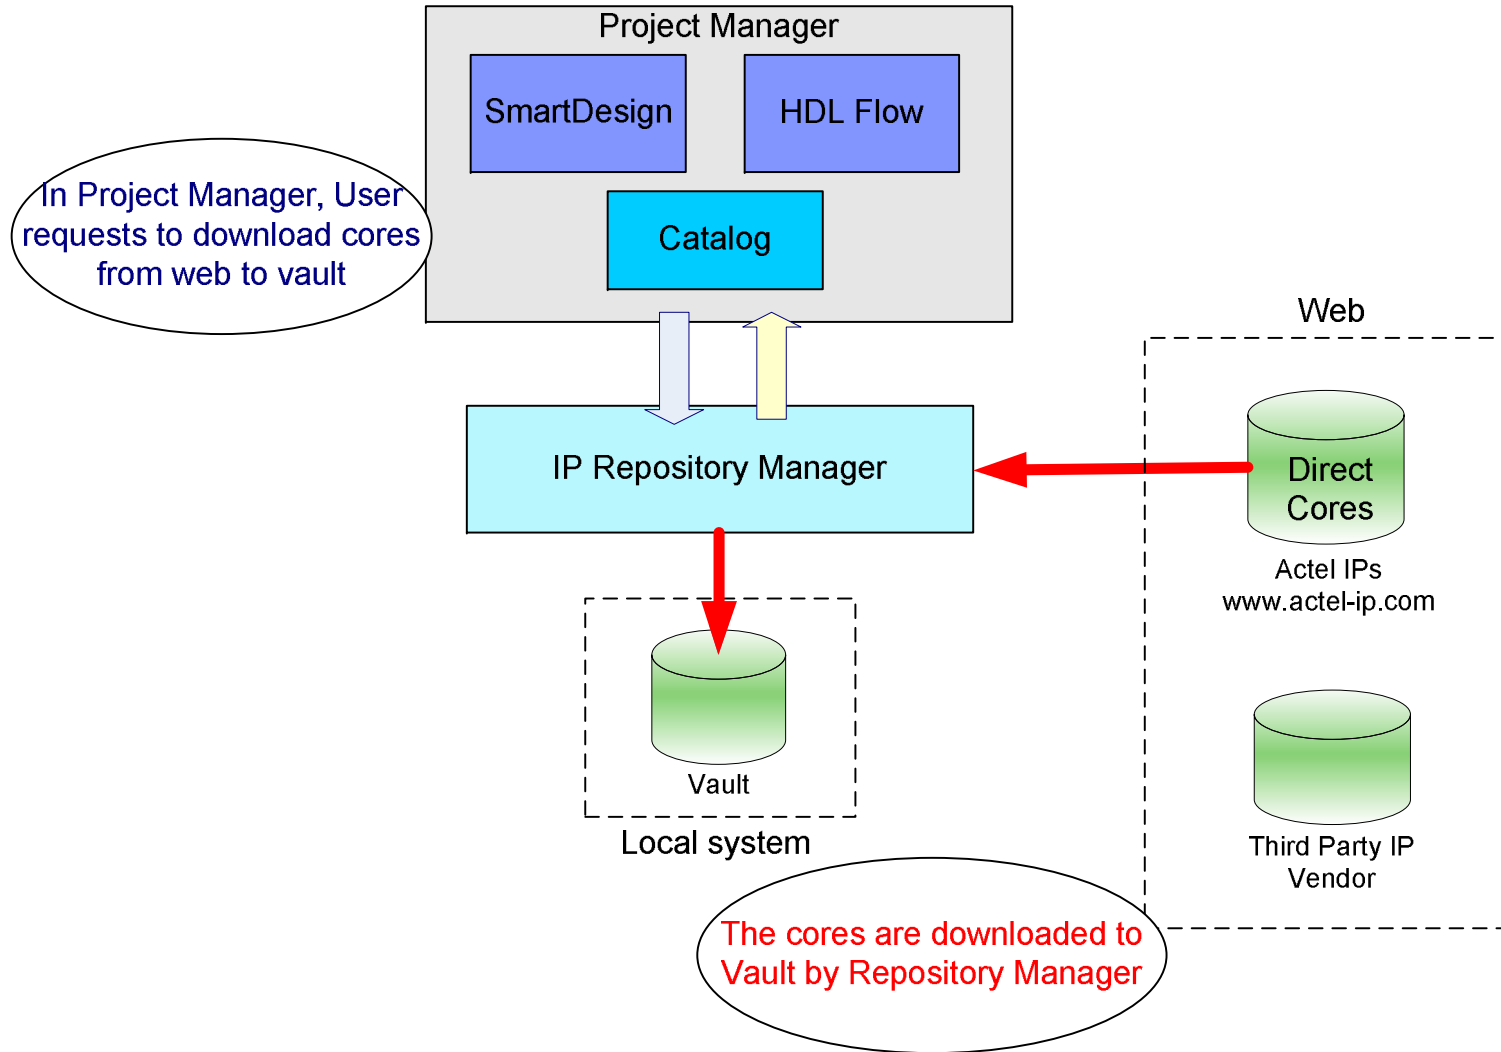 Project Manager
SmartDesign
HDL Flow
Catalog
In Project Manager, User
requests to download cores
from web to vault
Web
IP Repository Manager
Direct
Cores
Actel IPs
www.actel-ip.com
Vault
Local system
Third Party IP
Vendor
The cores are downloaded to
Vault by Repository Manager